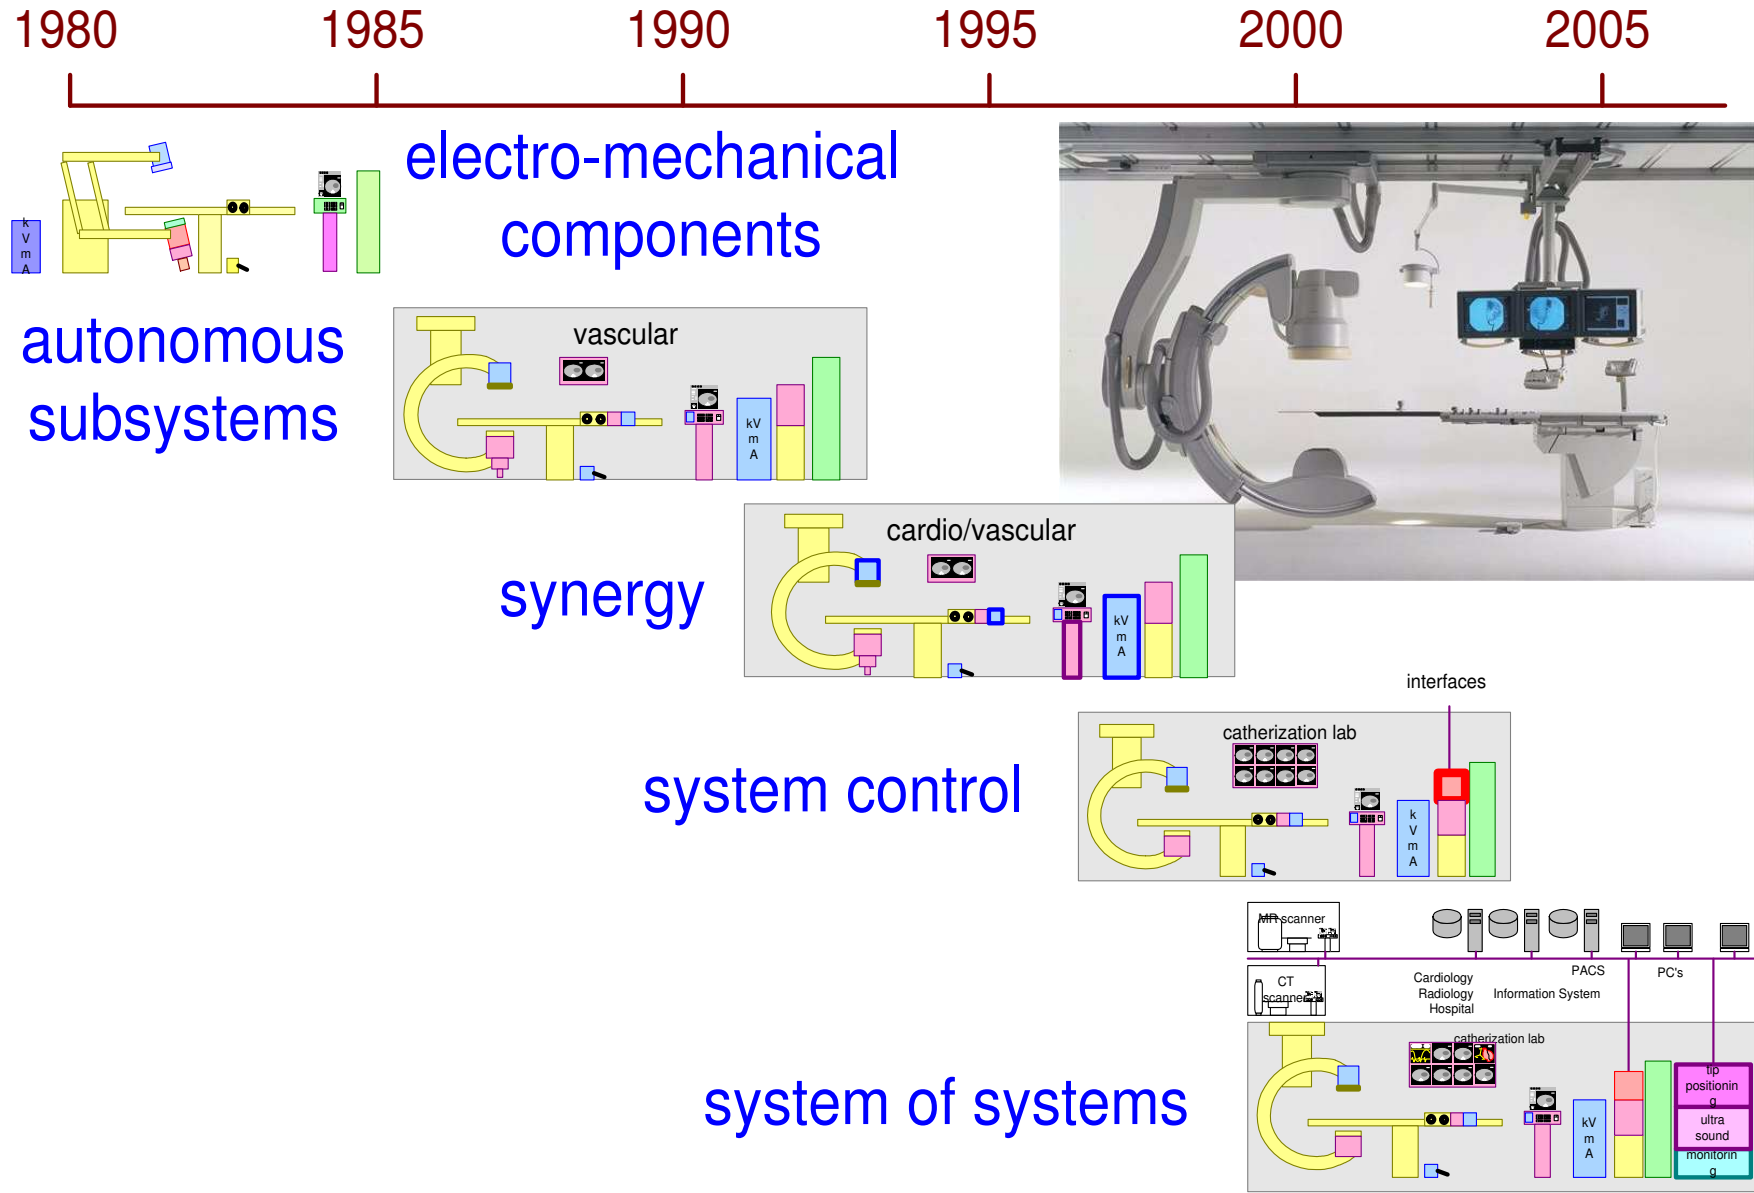 1980 1985 1990 1995 2000 2005
electro-mechanical
components
k
V
m
A
autonomous
subsystems
vascular
kV
m
A
synergy
cardio/vascular
kV
m
A
interfaces
system control
catherization lab
k
V
m
A
MR scanner
CT
scanner
Cardiology
Radiology
Hospital
Information System
PACS
PC's
system of systems
catherization lab
kV
m
A
tip
positionin
g
ultra
sound
monitorin
g